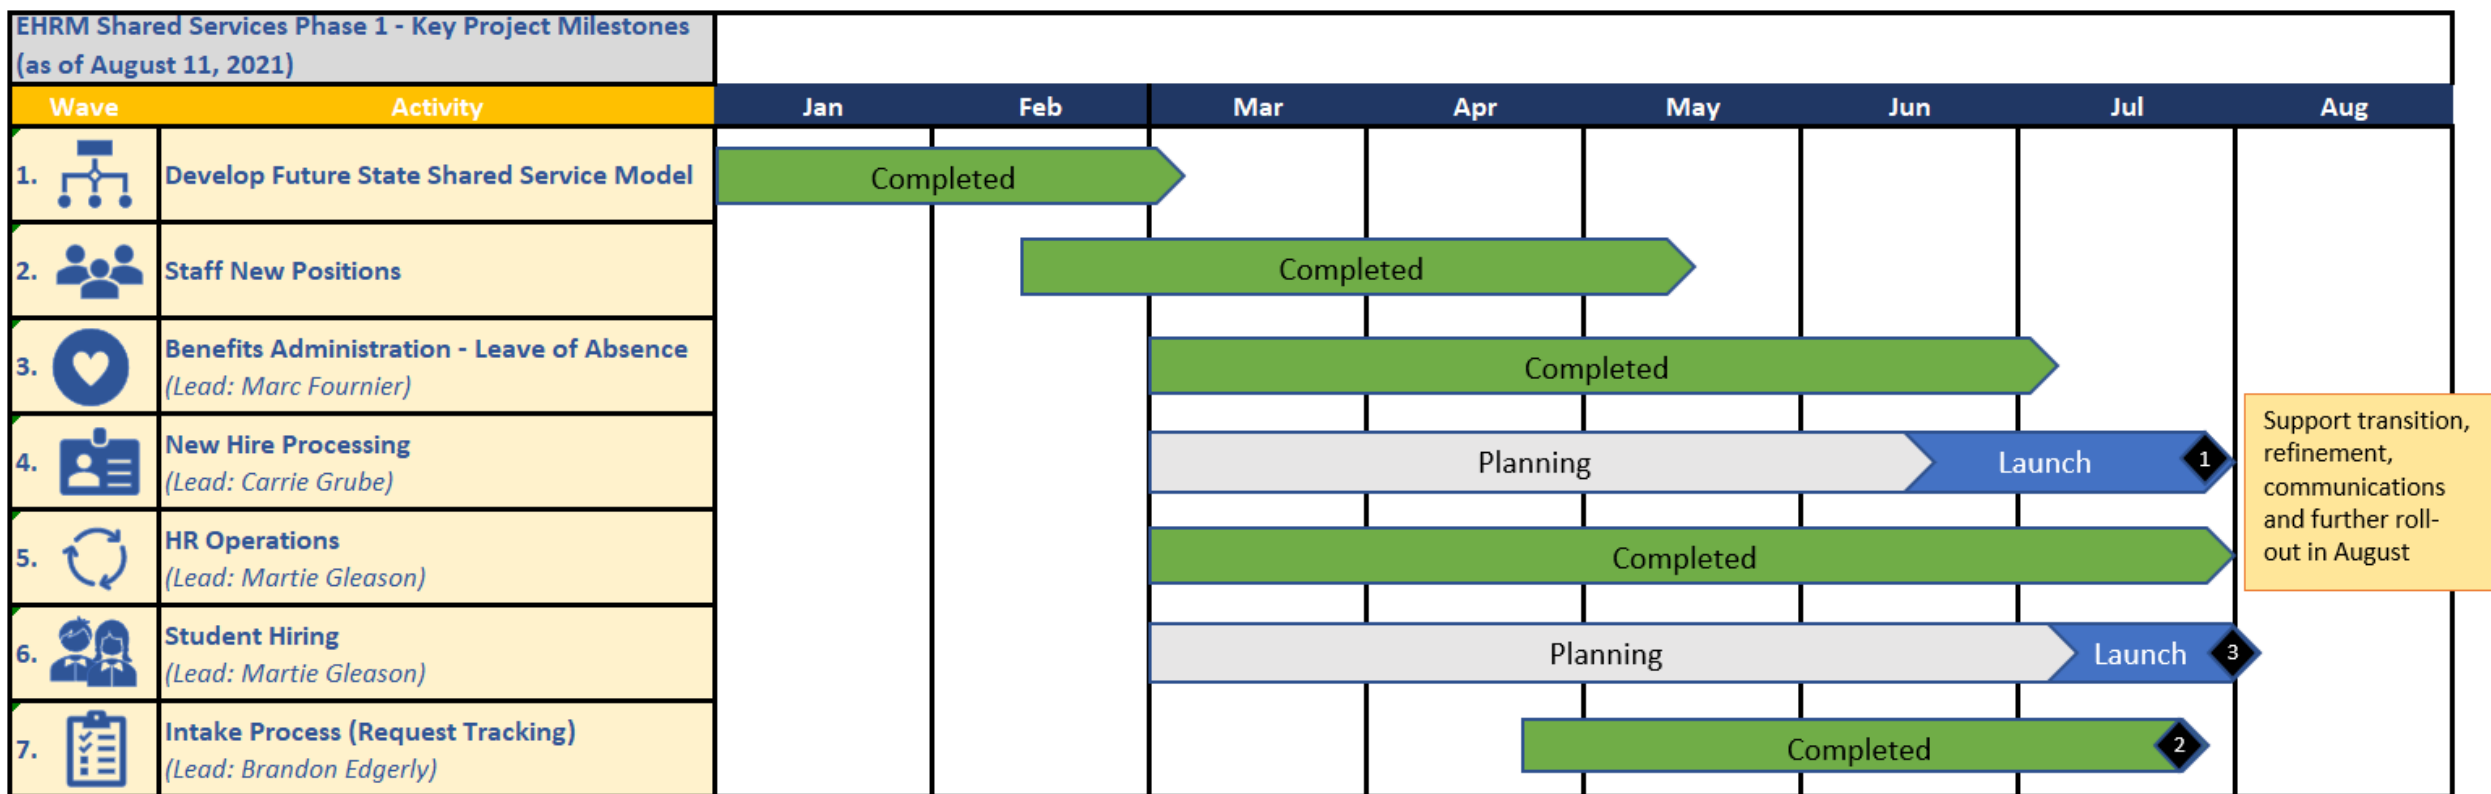 EHRM Shared Services Phase 1 - Key Project Milestones
(as of August 11, 2021)
Wave Activity Jan Feb Mar Apr May Jun Jul Aug
1. Develop Future State Shared Service Model Completed
2. Staff New Positions Completed
3. Benefits Administration - Leave of Absence
(Lead: Marc Fournier)
Completed
4. New Hire Processing
(Lead: Carrie Grube)
Planning Launch 1
5. HR Operations
(Lead: Martie Gleason)
Completed
6. Student Hiring
(Lead: Martie Gleason)
Planning Launch 3
7. Intake Process (Request Tracking)
(Lead: Brandon Edgerly)
Completed 2
Support transition,
refinement,
communications
and further roll-
out in August